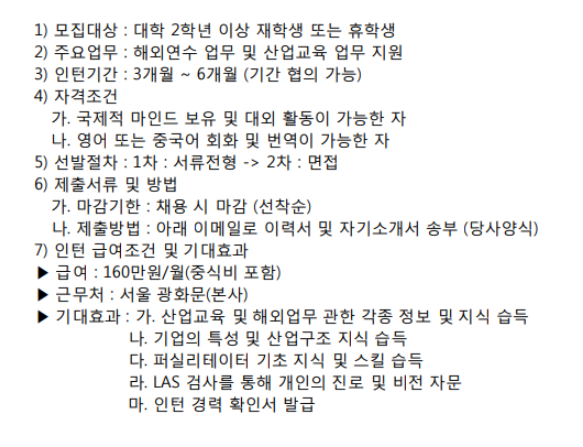 1) 모집대상 : 대학 2학년 이상 재학생 또는 휴학생
2) 주요업무 : 해외연수 업무 및 산업교육 업무 지원
3) 인턴기간 : 3개월 ~ 6개월 (기간 협의 가능)
4) 자격조건
가. 국제적 마인드 보유 및 대외 활동이 가능한 자
나. 영어 또는 중국어 회화 및 번역이 가능한 자
5) 선발절차 : 1차 : 서류전형 -> 2차 : 면접
6) 제출서류 및 방법
가. 마감기한 : 채용 시 마감 (선착순)
나. 제출방법 : 아래 이메일로 이력서 및 자기소개서 송부 (당사양식)
7) 인턴 급여조건 및 기대효과
▶ 급여 : 160만원/월(중식비 포함)
▶ 근무처 : 서울 광화문(본사)
▶ 기대효과 : 가. 산업교육 및 해외업무 관한 각종 정보 및 지식 습득
나. 기업의 특성 및 산업구조 지식 습득
다. 퍼실리테이터 기초 지식 및 스킬 습득
라. LAS 검사를 통해 개인의 진로 및 비전 자문
마. 인턴 경력 확인서 발급